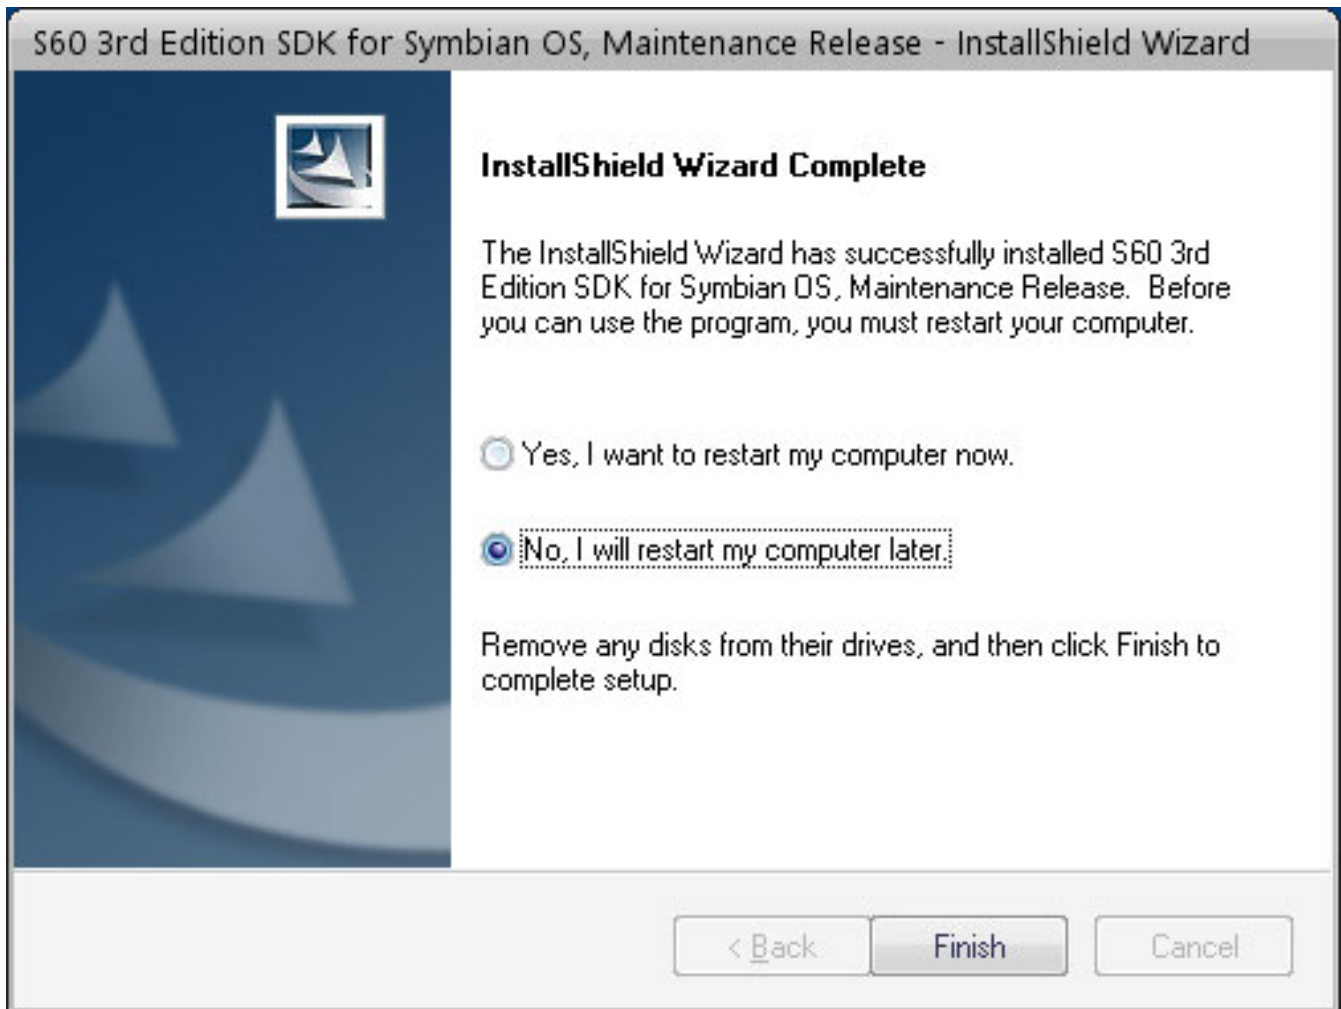 S60 3rd Edition SDK for Symbian OS, Maintenance Release - InstallShield Wizard
InstallShield Wizard Complete
The InstallShield Wizard has successfully installed S60 3rd
Edition SDK for Symbian OS, Maintenance Release.  Before
you can use the program, you must restart your computer.
Yes, I want to restart my computer now.
No, I will restart my computer later.
Remove any disks from their drives, and then click Finish to
complete setup.
< Back Finish Cancel